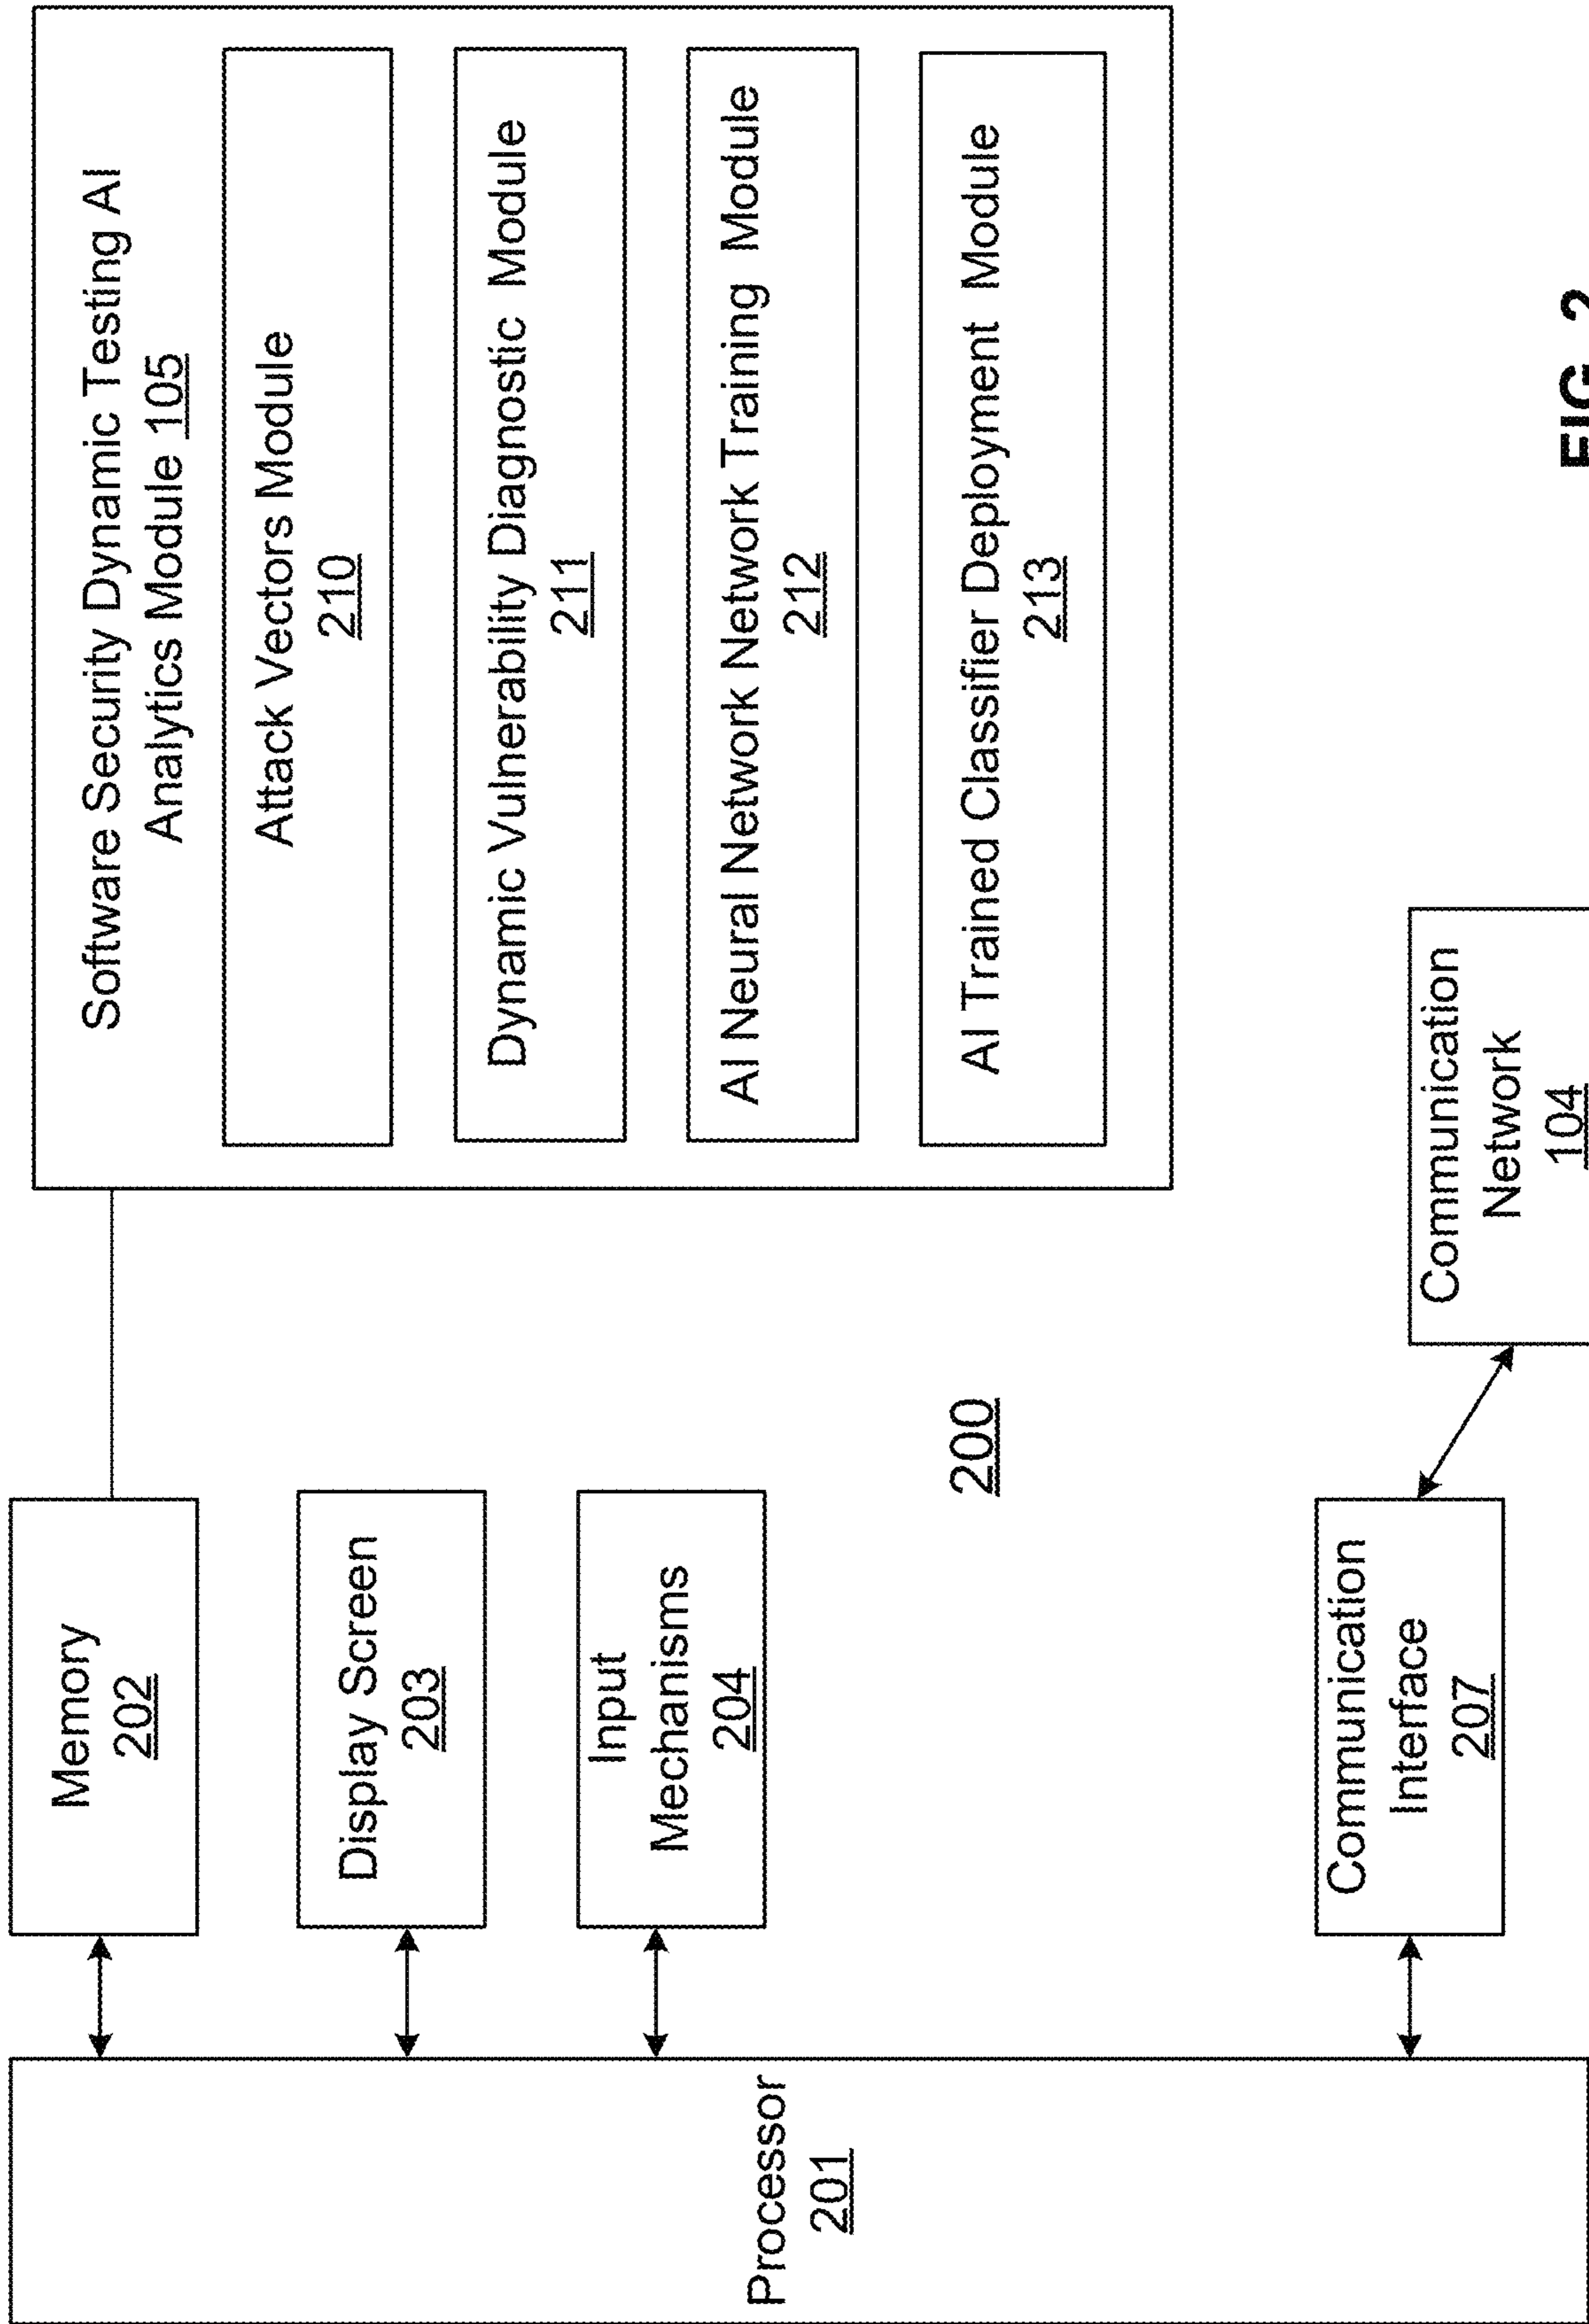 Processor
201
Memory
202
Display Screen
203
Input
Mechanisms
204
Communication
Interface
207
200
Communication
Network
104
Software Security Dynamic Testing AI
Analytics Module 105
Attack Vectors Module
210
Dynamic Vulnerability Diagnostic Module
211
AI Neural Network Network Training Module
212
AI Trained Classifier Deployment Module
213
FIG. 2